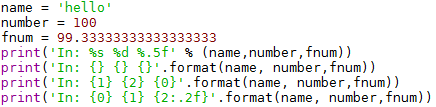 name = 'hello'
number = 100
fnum = 99.33333333333333333
print('In: %s %d %.5f' % (name,number,fnum))
print('In: {} {} {}'.format(name, number, fnum))
print('In: {1} {2} {0}'.format(name, number, fnum))
print('In: {0} {1} {2:.2f}'.format(name, number, fnum))